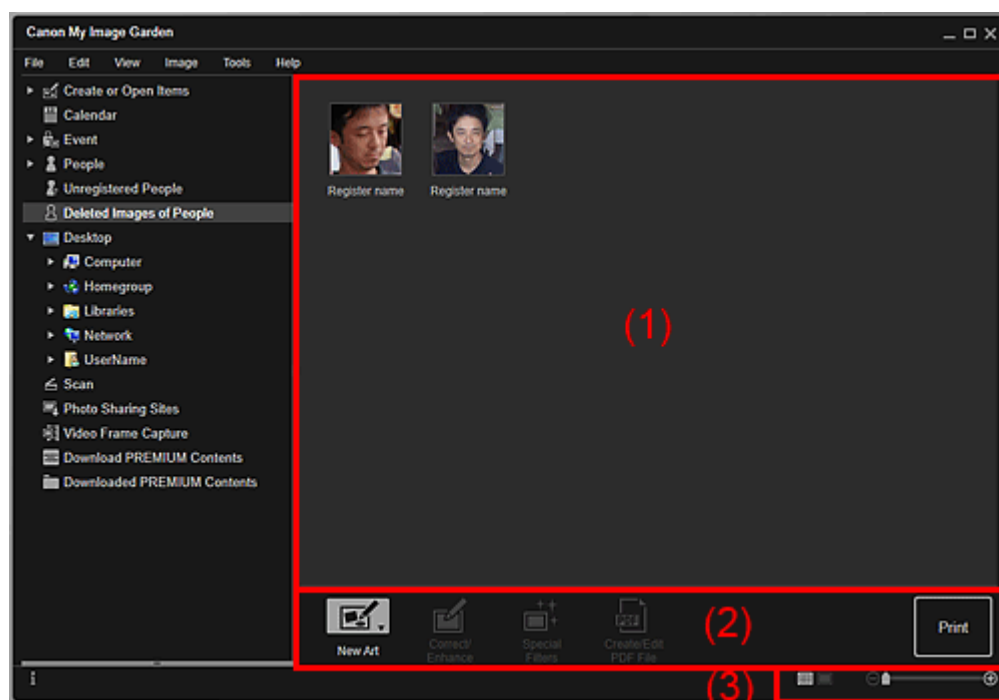 Canon My Image Garden
File Edit View Image Tools Help
Create or Open Items
Calendar
Event
People
Unregistered People
Deleted Images of People
Desktop
Computer
Homegroup
Libraries
Network
UserName
Scan
Photo Sharing Sites
Video Frame Capture
Download PREMIUM Contents
Downloaded PREMIUM Contents
Register name Register name
(1)
New Art
Correct/
Enhance
Special
Filters
PDF
Create/Edit
PDF File
(2)
Print
(3)